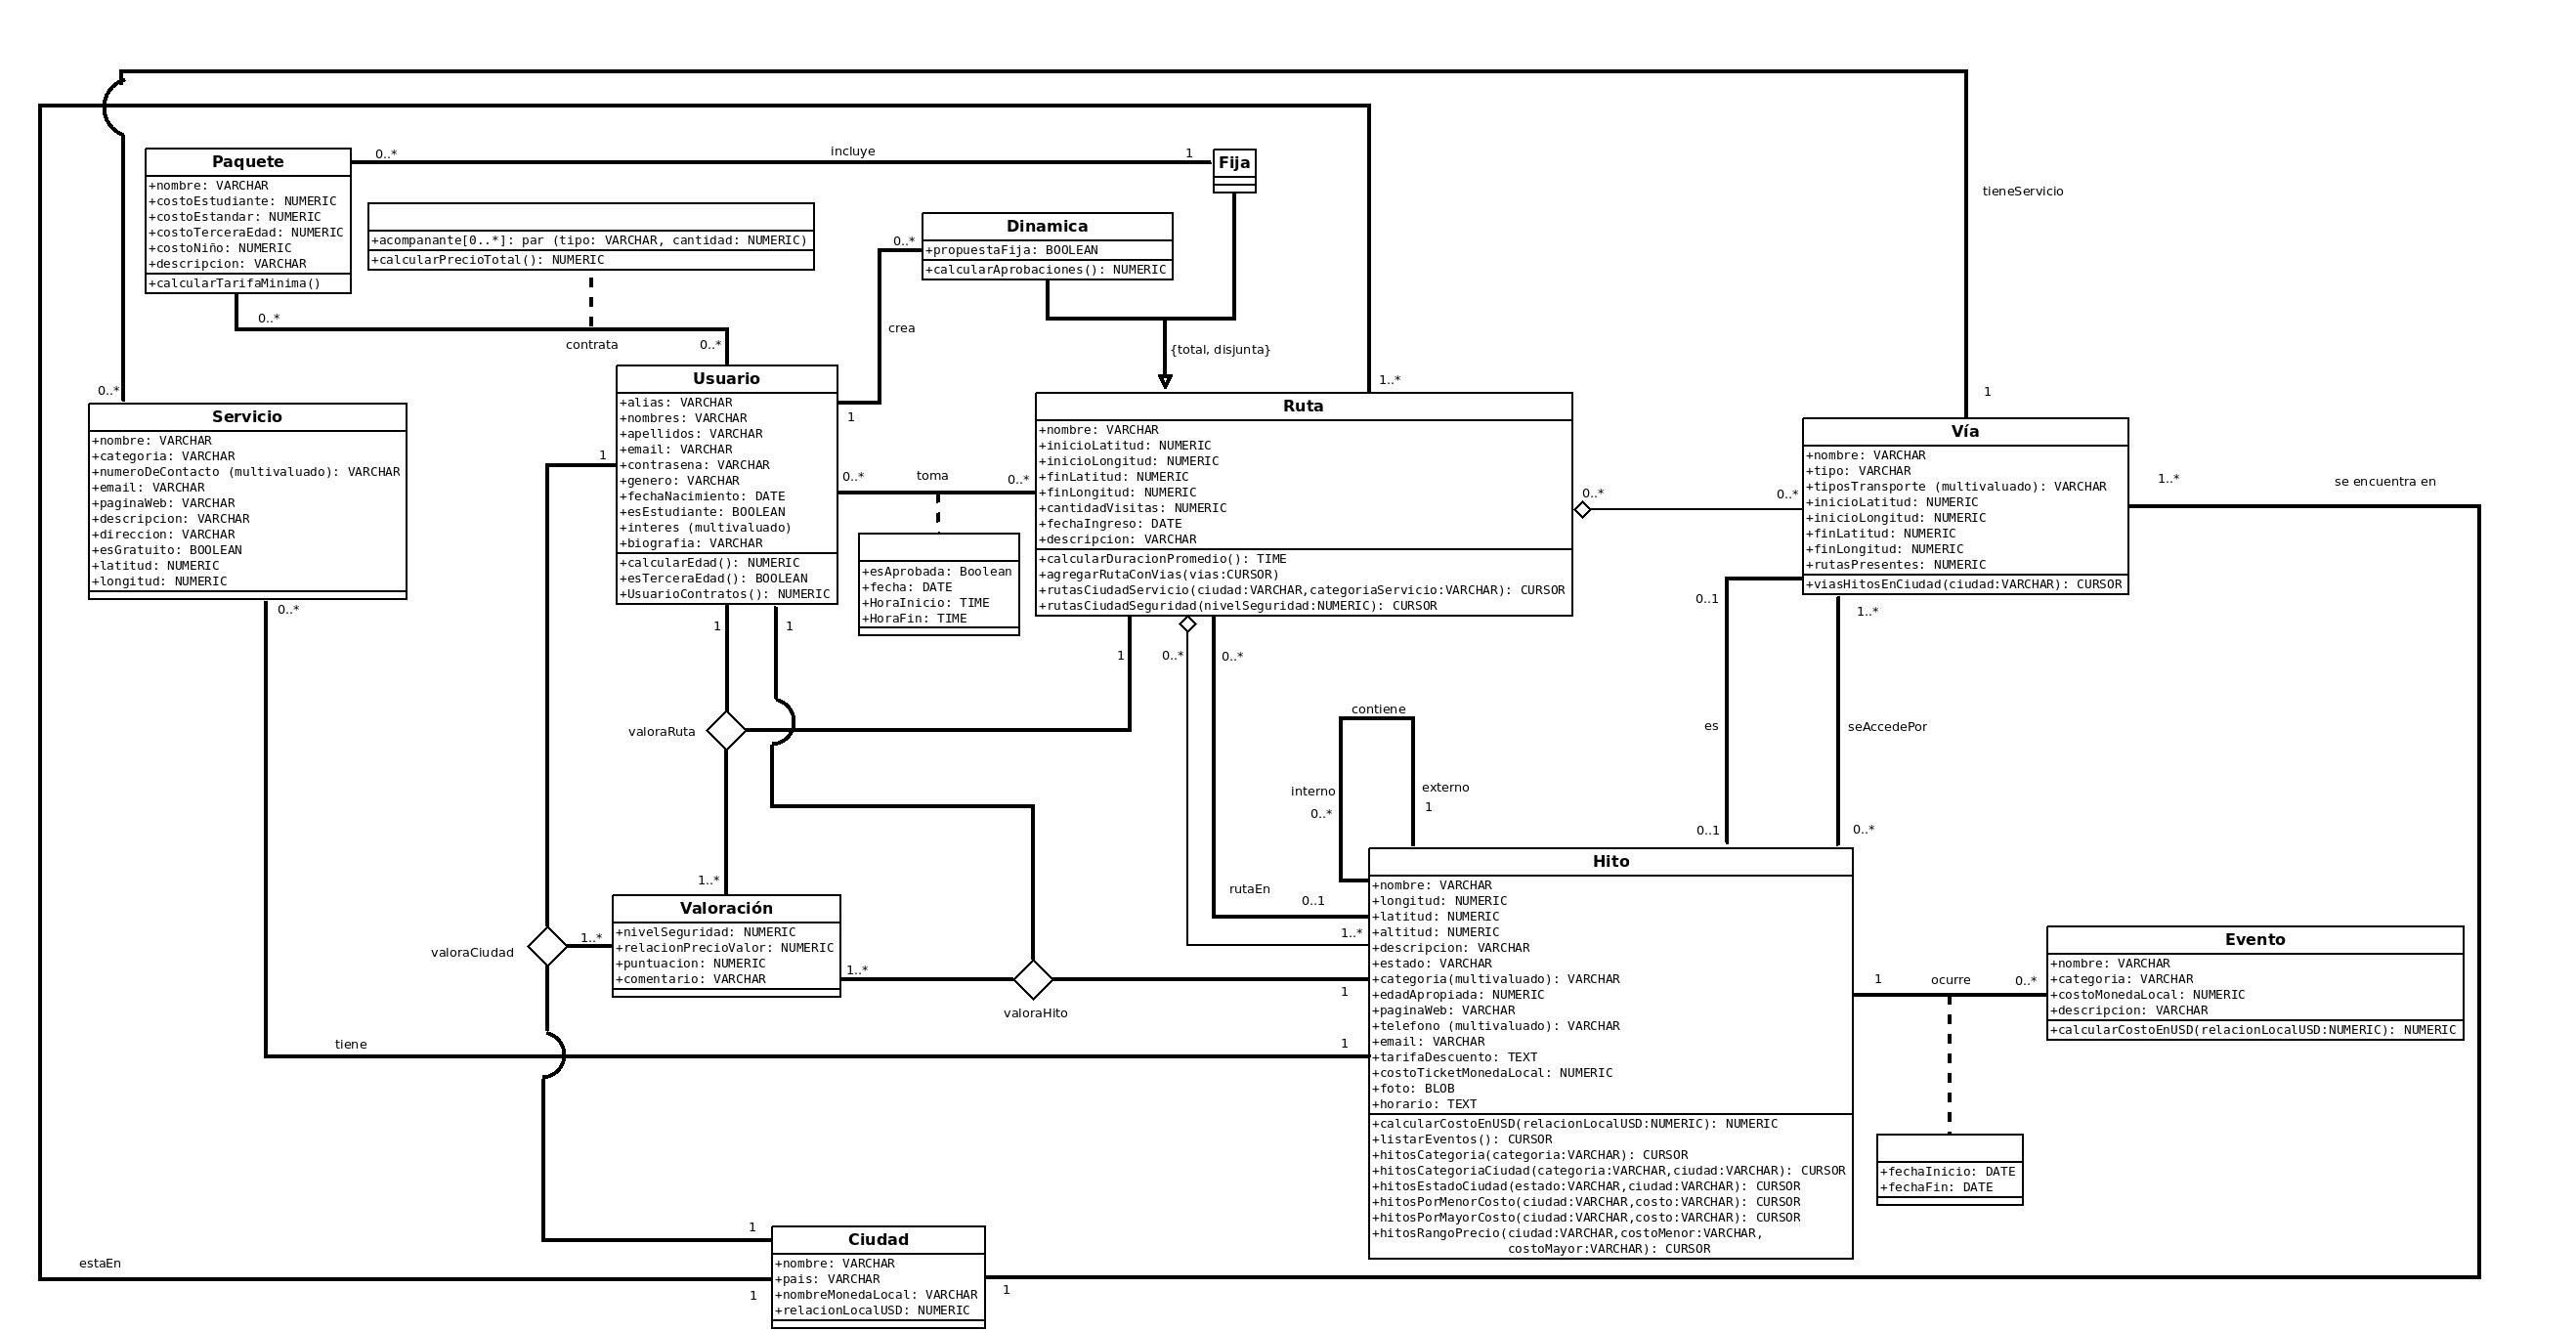 Paquete
+nombre: VARCHAR
+costoEstudiante: NUMERIC
+costoEstandar: NUMERIC
+costoTerceraEdad: NUMERIC
+costoNiño: NUMERIC
+descripcion: VARCHAR
+calcularTarifaMinima()
0..*
incluye
1
Fija
+acompanante[0..*]: par (tipo: VARCHAR, cantidad: NUMERIC)
+calcularPrecioTotal(): NUMERIC
Dinamica
+propuestaFija: BOOLEAN
+calcularAprobaciones(): NUMERIC
0..*
crea
1
{total, disjunta}
tieneServicio
1
0..*
contrata
0..*
0..*
Servicio
+nombre: VARCHAR
+categoria: VARCHAR
+numeroDeContacto (multivaluado): VARCHAR
+email: VARCHAR
+paginaWeb: VARCHAR
+descripcion: VARCHAR
+direccion: VARCHAR
+esGratuito: BOOLEAN
+latitud: NUMERIC
+longitud: NUMERIC
0..*
Usuario
+alias: VARCHAR
+nombres: VARCHAR
+apellidos: VARCHAR
+email: VARCHAR
+contrasena: VARCHAR
+genero: VARCHAR
+fechaNacimiento: DATE
+esEstudiante: BOOLEAN
+interes (multivaluado)
+biografia: VARCHAR
+calcularEdad(): NUMERIC
+esTerceraEdad(): BOOLEAN
+UsuarioContratos(): NUMERIC
1
1
1
0..*
toma
0..*
+esAprobada: Boolean
+fecha: DATE
+HoraInicio: TIME
+HoraFin: TIME
1..*
Ruta
+nombre: VARCHAR
+inicioLatitud: NUMERIC
+inicioLongitud: NUMERIC
+finLatitud: NUMERIC
+finLongitud: NUMERIC
+cantidadVisitas: NUMERIC
+fechaIngreso: DATE
+descripcion: VARCHAR
+calcularDuracionPromedio(): TIME
+agregarRutaConVias(vias:CURSOR)
+rutasCiudadServicio(ciudad:VARCHAR,categoriaServicio:VARCHAR): CURSOR
+rutasCiudadSeguridad(nivelSeguridad:NUMERIC): CURSOR
0..*
0..*
Vía
+nombre: VARCHAR
+tipo: VARCHAR
+tiposTransporte (multivaluado): VARCHAR
+inicioLatitud: NUMERIC
+inicioLongitud: NUMERIC
+finLatitud: NUMERIC
+finLongitud: NUMERIC
+rutasPresentes: NUMERIC
+viasHitosEnCiudad(ciudad:VARCHAR): CURSOR
1..*
se encuentra en
0..1
1..*
1
0..*
0..*
contiene
es
seAccedePor
valoraRuta
interno
externo
0..*
1
0..1
0..*
1..*
rutaEn
0..1
1..*
Valoración
+nivelSeguridad: NUMERIC
+relacionPrecioValor: NUMERIC
+puntuacion: NUMERIC
+comentario: VARCHAR
valoraCiudad
1..*
1..*
valoraHito
1
tiene
1
Hito
+nombre: VARCHAR
+longitud: NUMERIC
+latitud: NUMERIC
+altitud: NUMERIC
+descripcion: VARCHAR
+estado: VARCHAR
+categoria(multivaluado): VARCHAR
+edadApropiada: NUMERIC
+paginaWeb: VARCHAR
+telefono (multivaluado): VARCHAR
+email: VARCHAR
+tarifaDescuento: TEXT
+costoTicketMonedaLocal: NUMERIC
+foto: BLOB
+horario: TEXT
+calcularCostoEnUSD(relacionLocalUSD:NUMERIC): NUMERIC
+listarEventos(): CURSOR
+hitosCategoria(categoria:VARCHAR): CURSOR
+hitosCategoriaCiudad(categoria:VARCHAR,ciudad:VARCHAR): CURSOR
+hitosEstadoCiudad(estado:VARCHAR,ciudad:VARCHAR): CURSOR
+hitosPorMenorCosto(ciudad:VARCHAR,costo:VARCHAR): CURSOR
+hitosPorMayorCosto(ciudad:VARCHAR,costo:VARCHAR): CURSOR
+hitosRangoPrecio(ciudad:VARCHAR,costoMenor:VARCHAR,
costoMayor:VARCHAR): CURSOR
1
ocurre
0..*
Evento
+nombre: VARCHAR
+categoria: VARCHAR
+costoMonedaLocal: NUMERIC
+descripcion: VARCHAR
+calcularCostoEnUSD(relacionLocalUSD:NUMERIC): NUMERIC
+fechaInicio: DATE
+fechaFin: DATE
1
estaEn
1
Ciudad
+nombre: VARCHAR
+pais: VARCHAR
+nombreMonedaLocal: VARCHAR
+relacionLocalUSD: NUMERIC
1